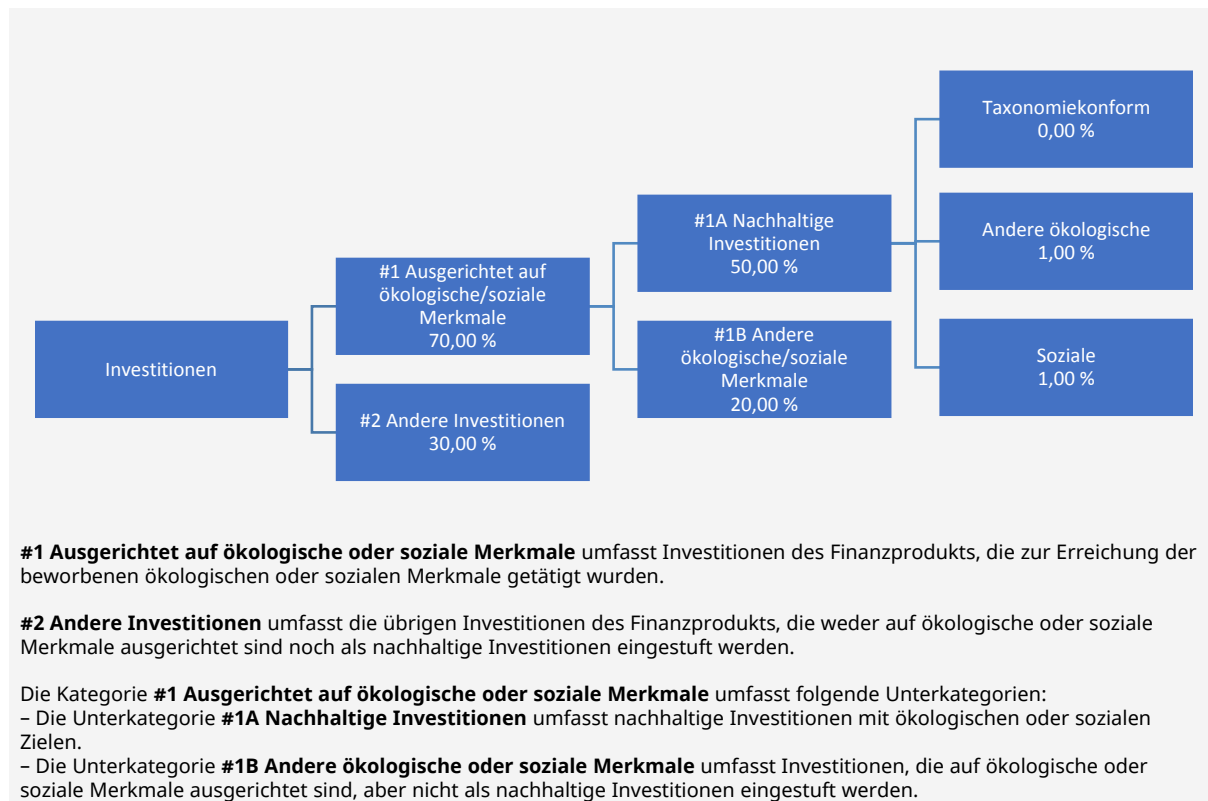 Taxonomiekonform
0,00 %
#1A Nachhaltige
Investitionen
50,00 %
Andere ökologische
1,00 %
#1 Ausgerichtet auf
ökologische/soziale
Merkmale
70,00 %
#1B Andere
ökologische/soziale
Merkmale
20,00 %
Soziale
1,00 %
Investitionen
#2 Andere Investitionen
30,00 %
#1 Ausgerichtet auf ökologische oder soziale Merkmale umfasst Investitionen des Finanzprodukts, die zur Erreichung der
beworbenen ökologischen oder sozialen Merkmale getätigt wurden.
#2 Andere Investitionen umfasst die übrigen Investitionen des Finanzprodukts, die weder auf ökologische oder soziale
Merkmale ausgerichtet sind noch als nachhaltige Investitionen eingestuft werden.
Die Kategorie #1 Ausgerichtet auf ökologische oder soziale Merkmale umfasst folgende Unterkategorien:
– Die Unterkategorie #1A Nachhaltige Investitionen umfasst nachhaltige Investitionen mit ökologischen oder sozialen
Zielen.
– Die Unterkategorie #1B Andere ökologische oder soziale Merkmale umfasst Investitionen, die auf ökologische oder
soziale Merkmale ausgerichtet sind, aber nicht als nachhaltige Investitionen eingestuft werden.